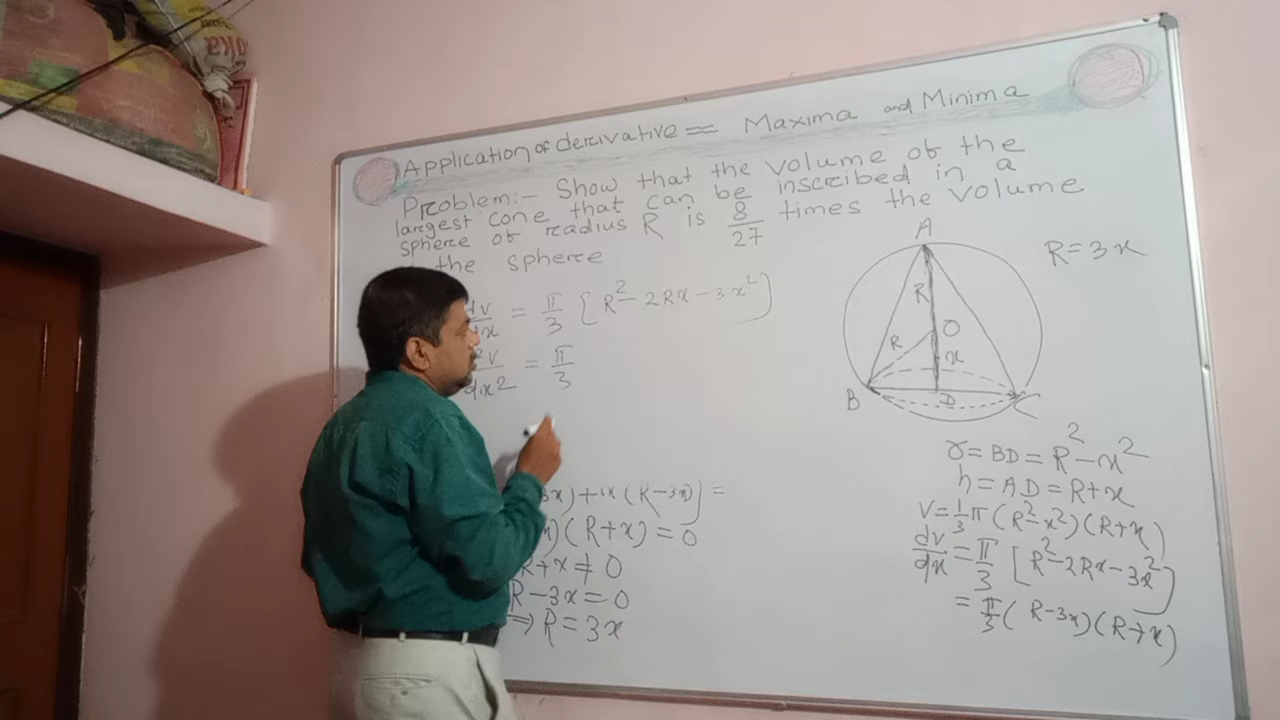 Application of dercivative = Maxima and Minima
Problem:- Show that the volume of the
largest cone that can be inscribed in a
sphere of radius R is 8/27 times the volume
the sphere
dv/dx = π/3 [R² - 2Rx - 3x²]
²v/dx2 = π/3
3x) + x (R-3x)] =
x) (R+x) = 0
R+x ≠ 0
R-3x = 0
⇒ R = 3x
A
R = 3x
R
R
O
x
B
D
C
r = BD = R² - x²
h = AD = R+x
V = 1/3 π (R² - x²)(R+x)
dv/dx = π/3 [R² - 2Rx - 3x²]
= π/3 (R-3x)(R+x)